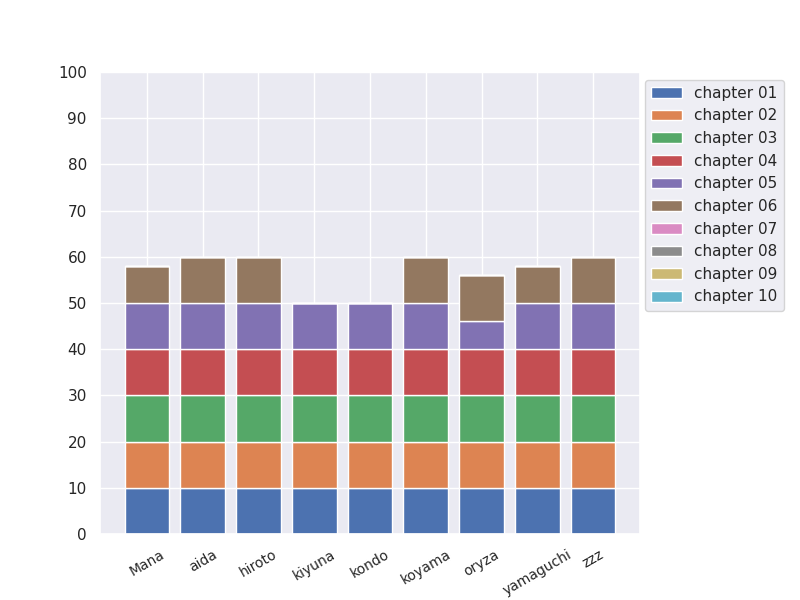 100
90
80
70
60
50
40
30
20
10
0
Mana aida hiroto kiyuna kondo koyama oryza yamaguchi zzz
chapter 01
chapter 02
chapter 03
chapter 04
chapter 05
chapter 06
chapter 07
chapter 08
chapter 09
chapter 10